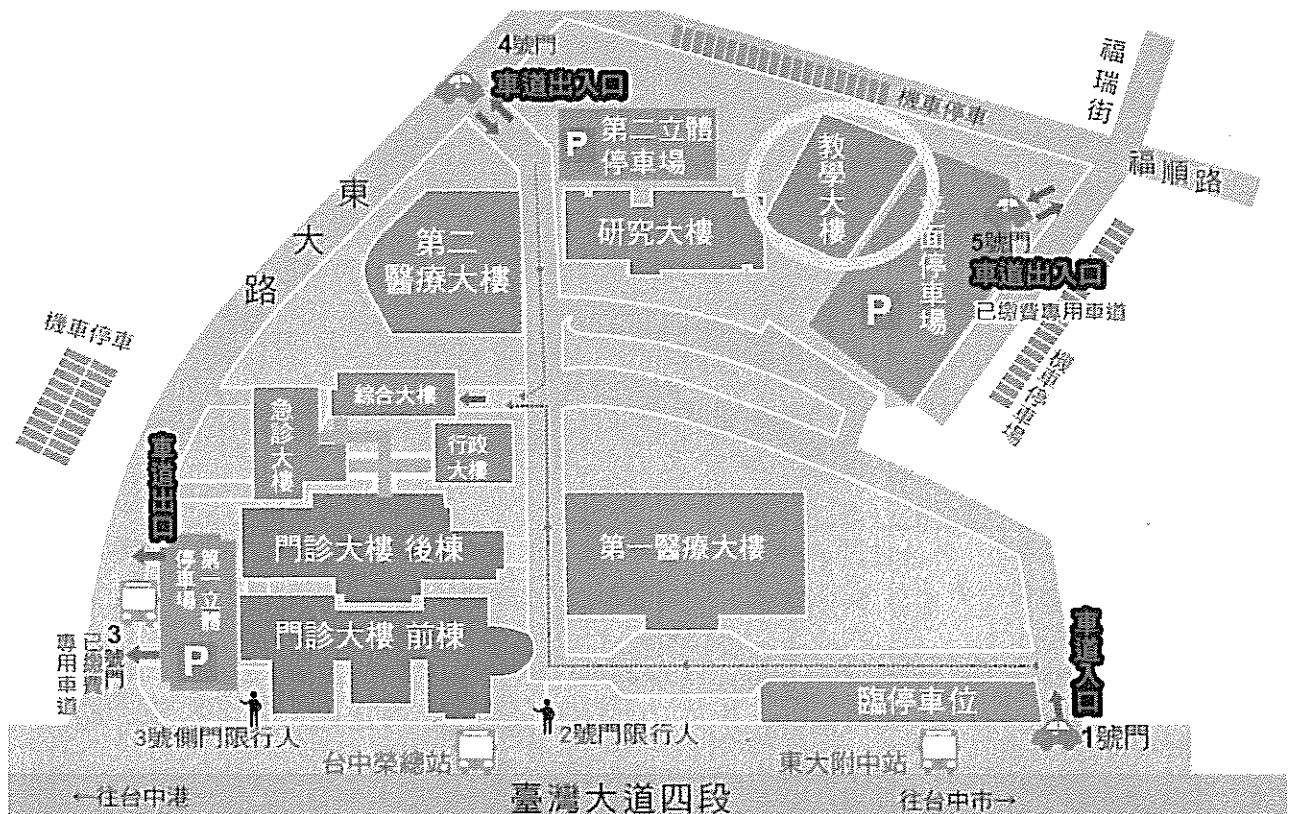 4號門
車道出入口
機車停車
福瑞街
福順路
P 第二立體
停車場
教學大樓
東大路
第二
醫療大樓
研究大樓
平面停車場
P
5號門
車道出入口
已繳費專用車道
機車停車場
機車停車
綜合大樓
急診大樓
行政
大樓
車道出口
門診大樓 後棟
第一醫療大樓
第一立體
停車場
P
門診大樓 前棟
3號門
已繳費
專用車道
車道入口
臨停車位
3號側門限行人
2號門限行人
1號門
台中榮總站
東大附中站
←往台中港
臺灣大道四段
往台中市→